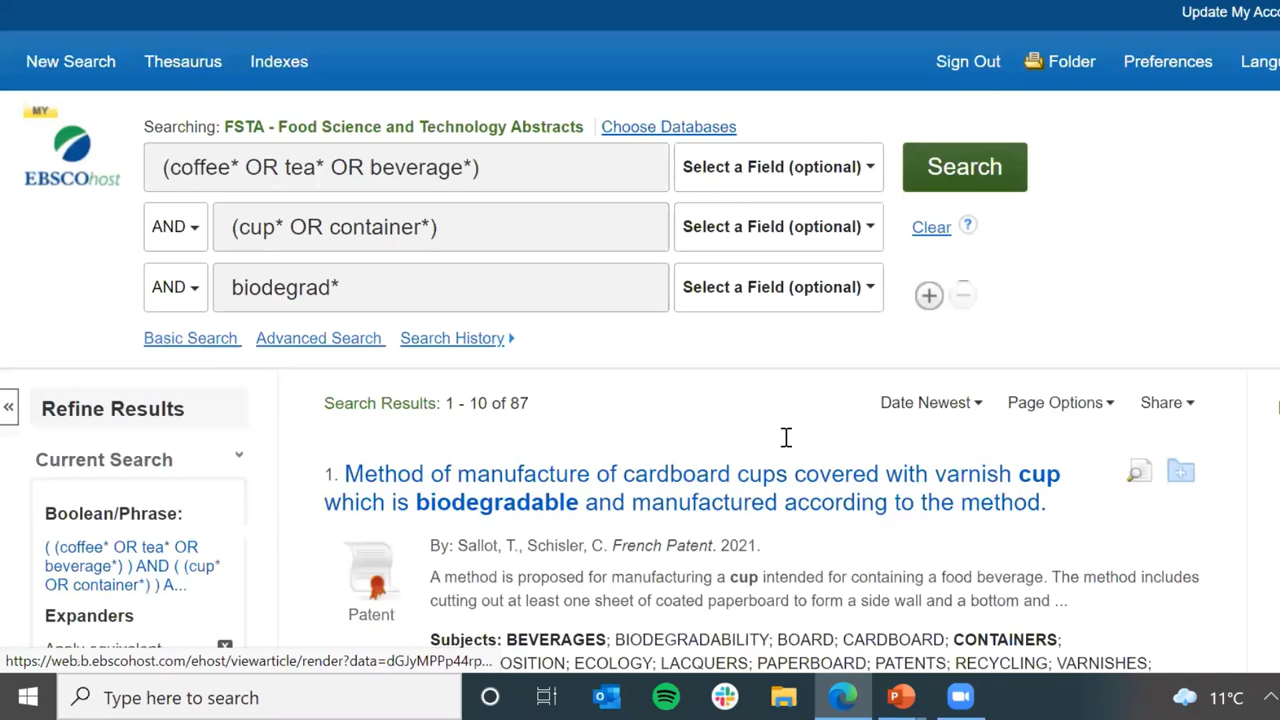 Update My Acco
New Search Thesaurus Indexes Sign Out Folder Preferences Langu
MY
EBSCOhost
Searching: FSTA - Food Science and Technology Abstracts Choose Databases
(coffee* OR tea* OR beverage*) Select a Field (optional) Search
AND (cup* OR container*) Select a Field (optional) Clear ?
AND biodegrad* Select a Field (optional)
Basic Search Advanced Search Search History
Refine Results
Current Search
Boolean/Phrase:
( (coffee* OR tea* OR
beverage*) ) AND ( (cup*
OR container*) ) A...
Expanders
Apply equivalent
Search Results: 1 - 10 of 87 Date Newest Page Options Share
1. Method of manufacture of cardboard cups covered with varnish cup
which is biodegradable and manufactured according to the method.
By: Sallot, T., Schisler, C. French Patent. 2021.
A method is proposed for manufacturing a cup intended for containing a food beverage. The method includes
cutting out at least one sheet of coated paperboard to form a side wall and a bottom and ...
Patent
Subjects: BEVERAGES; BIODEGRADABILITY; BOARD; CARDBOARD; CONTAINERS;
OSITION; ECOLOGY; LACQUERS; PAPERBOARD; PATENTS; RECYCLING; VARNISHES;
https://web.b.ebscohost.com/ehost/viewarticle/render?data=dGJyMPPp44rp...
Type here to search 11°C